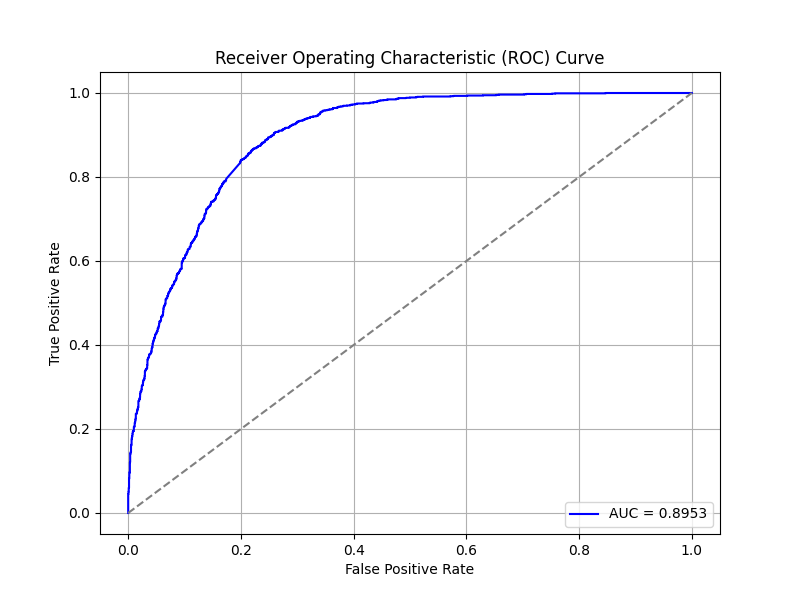 Receiver Operating Characteristic (ROC) Curve
1.0
0.8
0.6
0.4
0.2
0.0
True Positive Rate
AUC = 0.8953
0.0 0.2 0.4 0.6 0.8 1.0
False Positive Rate